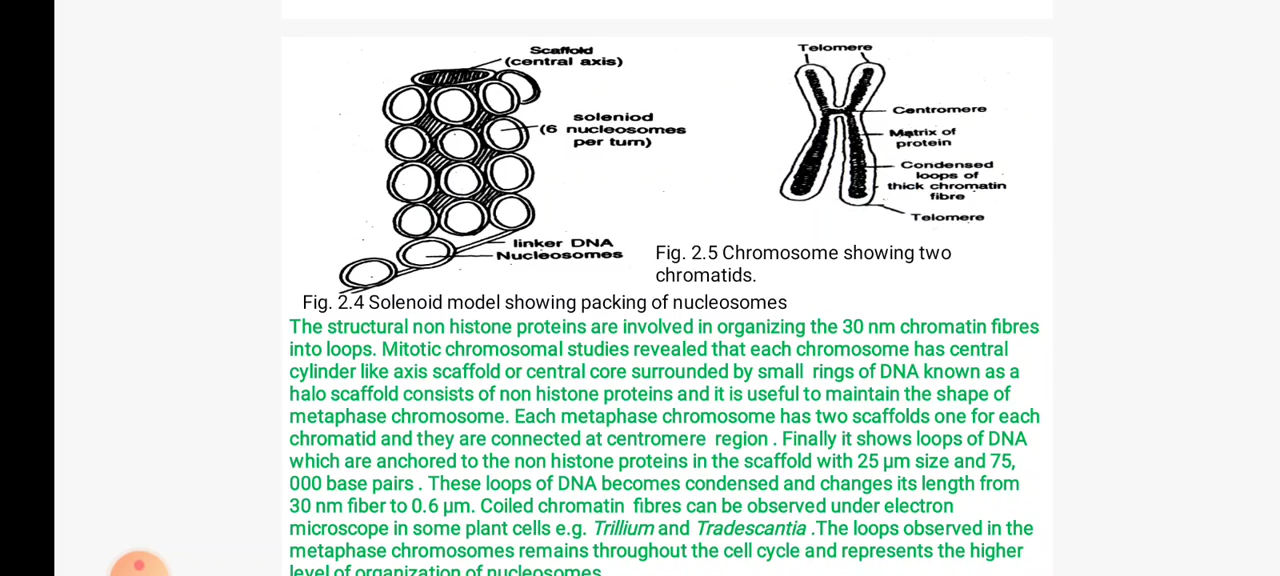 Scaffold
(central axis)
soleniod
(6 nucleosomes
per turn)
linker DNA
Nucleosomes
Telomere
Centromere
Matrix of
protein
Condensed
loops of
thick chromatin
fibre
Telomere
Fig. 2.5 Chromosome showing two
chromatids.
Fig. 2.4 Solenoid model showing packing of nucleosomes
The structural non histone proteins are involved in organizing the 30 nm chromatin fibres
into loops. Mitotic chromosomal studies revealed that each chromosome has central
cylinder like axis scaffold or central core surrounded by small rings of DNA known as a
halo scaffold consists of non histone proteins and it is useful to maintain the shape of
metaphase chromosome. Each metaphase chromosome has two scaffolds one for each
chromatid and they are connected at centromere region . Finally it shows loops of DNA
which are anchored to the non histone proteins in the scaffold with 25 µm size and 75,
000 base pairs . These loops of DNA becomes condensed and changes its length from
30 nm fiber to 0.6 µm. Coiled chromatin fibres can be observed under electron
microscope in some plant cells e.g. Trillium and Tradescantia .The loops observed in the
metaphase chromosomes remains throughout the cell cycle and represents the higher
level of organization of nucleosomes